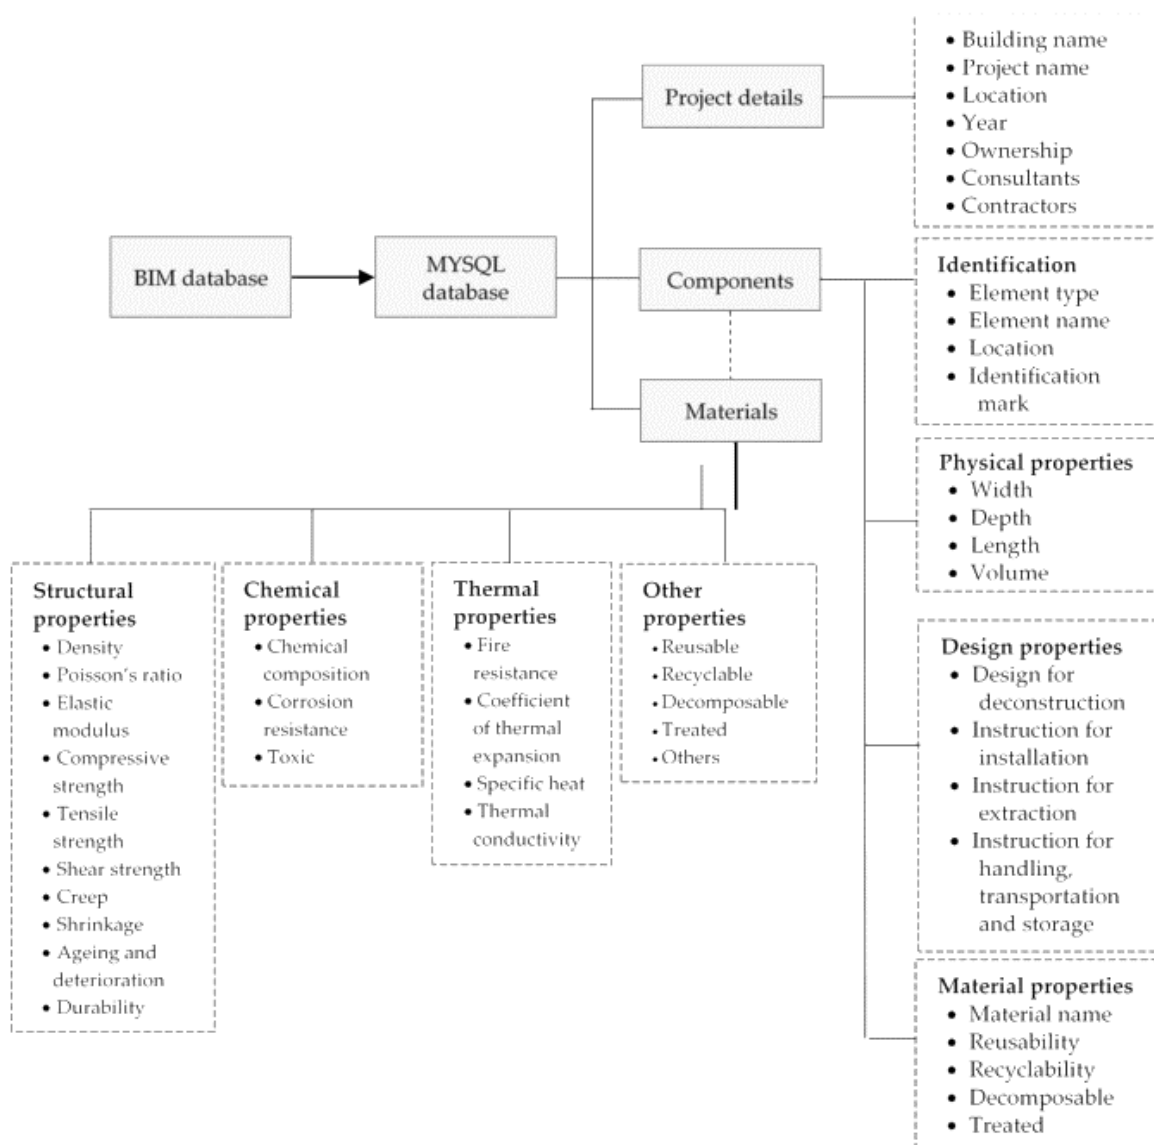 • Building name
• Project name
• Location
• Year
• Ownership
• Consultants
• Contractors
Project details
BIM database
MYSQL
database
Components
Materials
Identification
• Element type
• Element name
• Location
• Identification
mark
Physical properties
• Width
• Depth
• Length
• Volume
Design properties
• Design for
deconstruction
• Instruction for
installation
• Instruction for
extraction
• Instruction for
handling,
transportation
and storage
Material properties
• Material name
• Reusability
• Recyclability
• Decomposable
• Treated
Structural
properties
• Density
• Poisson's ratio
• Elastic
modulus
• Compressive
strength
• Tensile
strength
• Shear strength
• Creep
• Shrinkage
• Ageing and
deterioration
• Durability
Chemical
properties
• Chemical
composition
• Corrosion
resistance
• Toxic
Thermal
properties
• Fire
resistance
• Coefficient
of thermal
expansion
• Specific heat
• Thermal
conductivity
Other
properties
• Reusable
• Recyclable
• Decomposable
• Treated
• Others